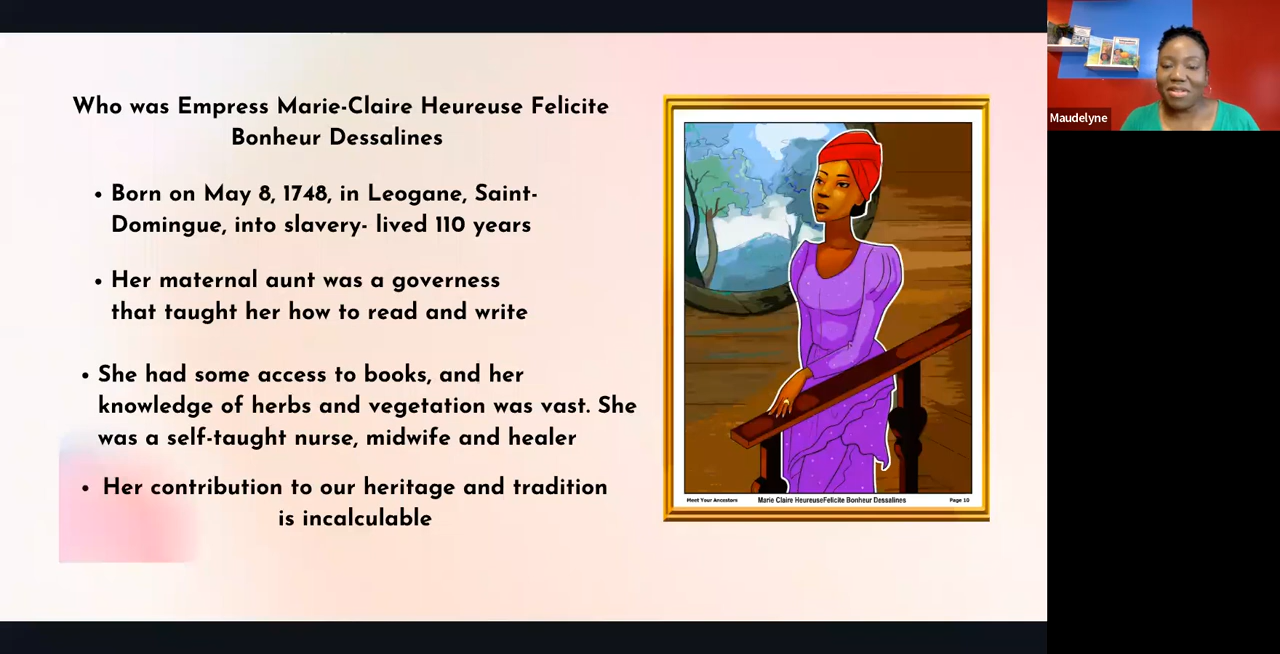 Who was Empress Marie-Claire Heureuse Felicite
Bonheur Dessalines
• Born on May 8, 1748, in Leogane, Saint-
Domingue, into slavery- lived 110 years
• Her maternal aunt was a governess
that taught her how to read and write
• She had some access to books, and her
knowledge of herbs and vegetation was vast. She
was a self-taught nurse, midwife and healer
• Her contribution to our heritage and tradition
is incalculable
Meet Your Ancestors
Marie Claire HeureuseFelicite Bonheur Dessalines
Page 10
Maudelyne